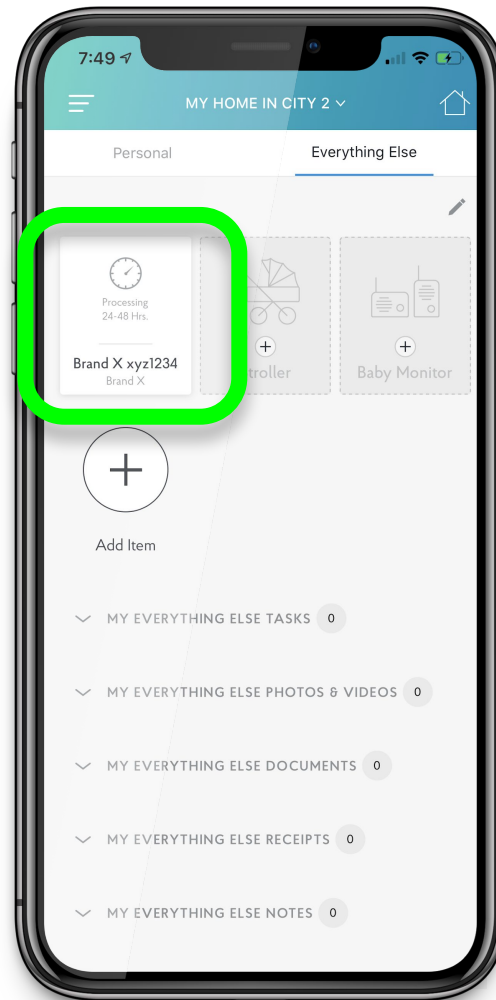 7:49
MY HOME IN CITY 2
Personal
Everything Else
Processing
24-48 Hrs.
Brand X xyz1234
Brand X
troller
Baby Monitor
Add Item
MY EVERYTHING ELSE TASKS 0
MY EVERYTHING ELSE PHOTOS & VIDEOS 0
MY EVERYTHING ELSE DOCUMENTS 0
MY EVERYTHING ELSE RECEIPTS 0
MY EVERYTHING ELSE NOTES 0